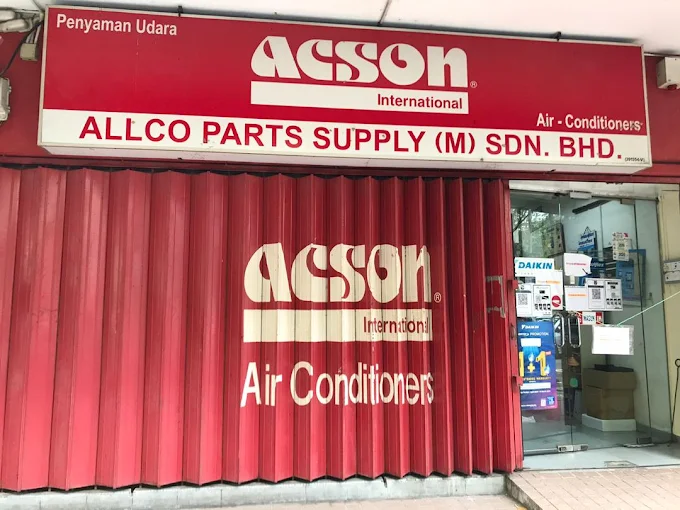 Penyaman Udara
acson®
International
Air - Conditioners
ALLCO PARTS SUPPLY (M) SDN. BHD.
acson®
International
Air Conditioners
DAIKIN